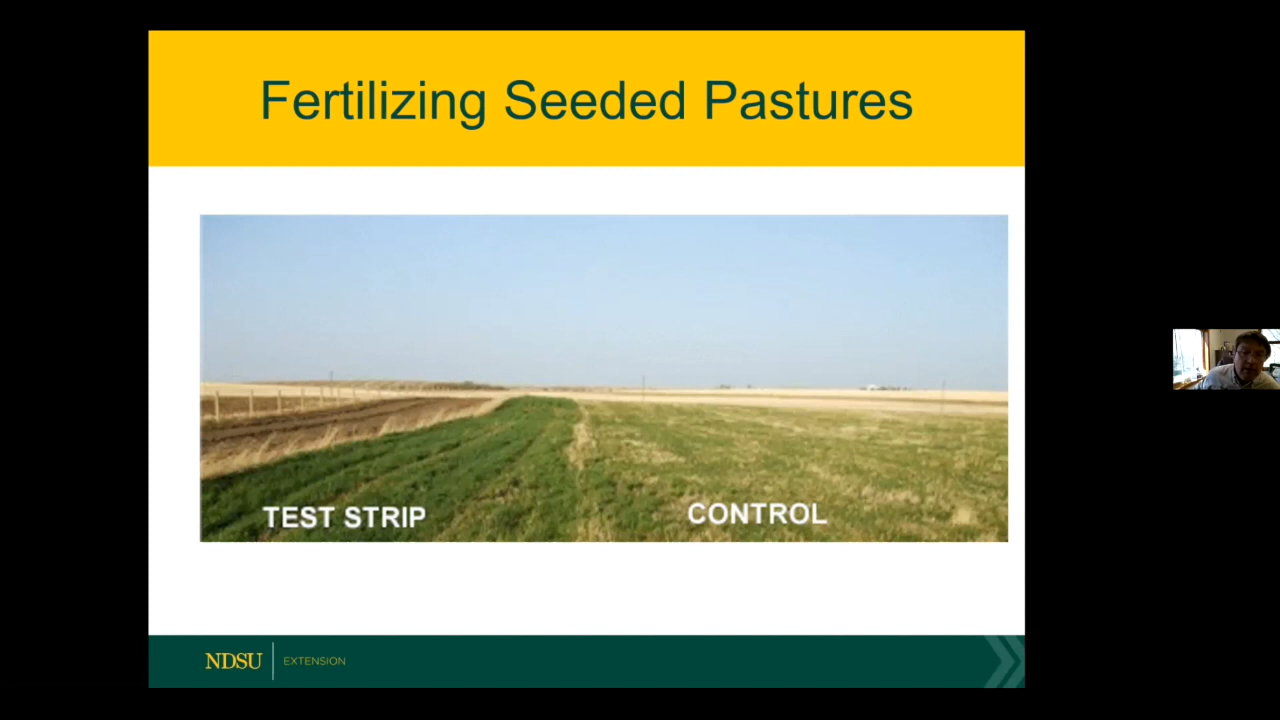 Fertilizing Seeded Pastures
TEST STRIP
CONTROL
NDSU
EXTENSION